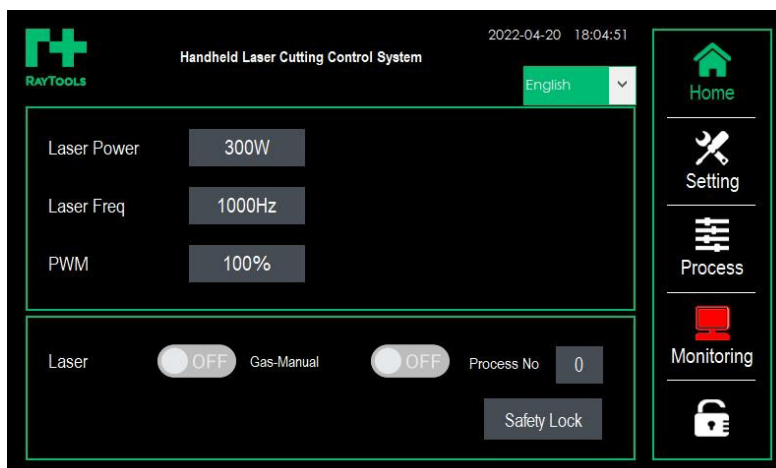 RAYTOOLS
Handheld Laser Cutting Control System
2022-04-20 18:04:51
English
Laser Power 300W
Laser Freq 1000Hz
PWM 100%
Laser OFF Gas-Manual OFF Process No 0
Safety Lock
Home
Setting
Process
Monitoring